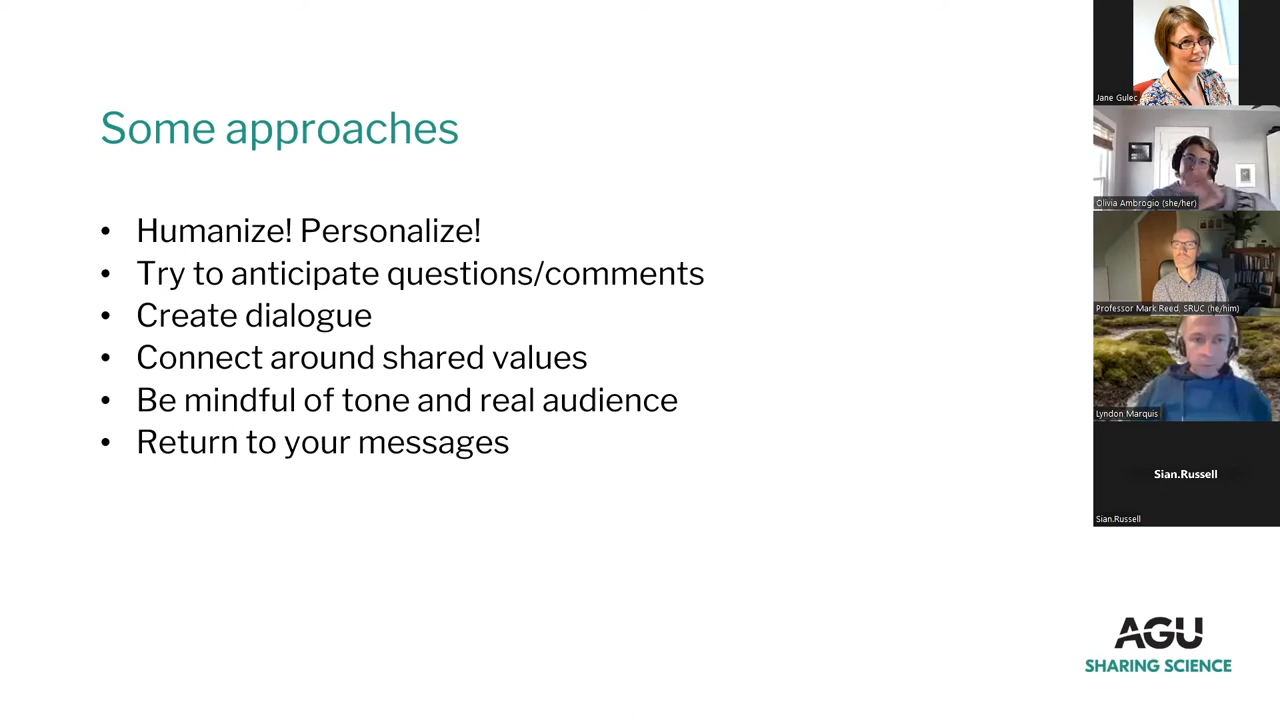 Some approaches
• Humanize! Personalize!
• Try to anticipate questions/comments
• Create dialogue
• Connect around shared values
• Be mindful of tone and real audience
• Return to your messages
Jane Gulec
Olivia Ambrogio (she/her)
Professor Mark Reed, SRUC (he/him)
Lyndon Marquis
Sian.Russell
Sian.Russell
AGU
SHARING SCIENCE